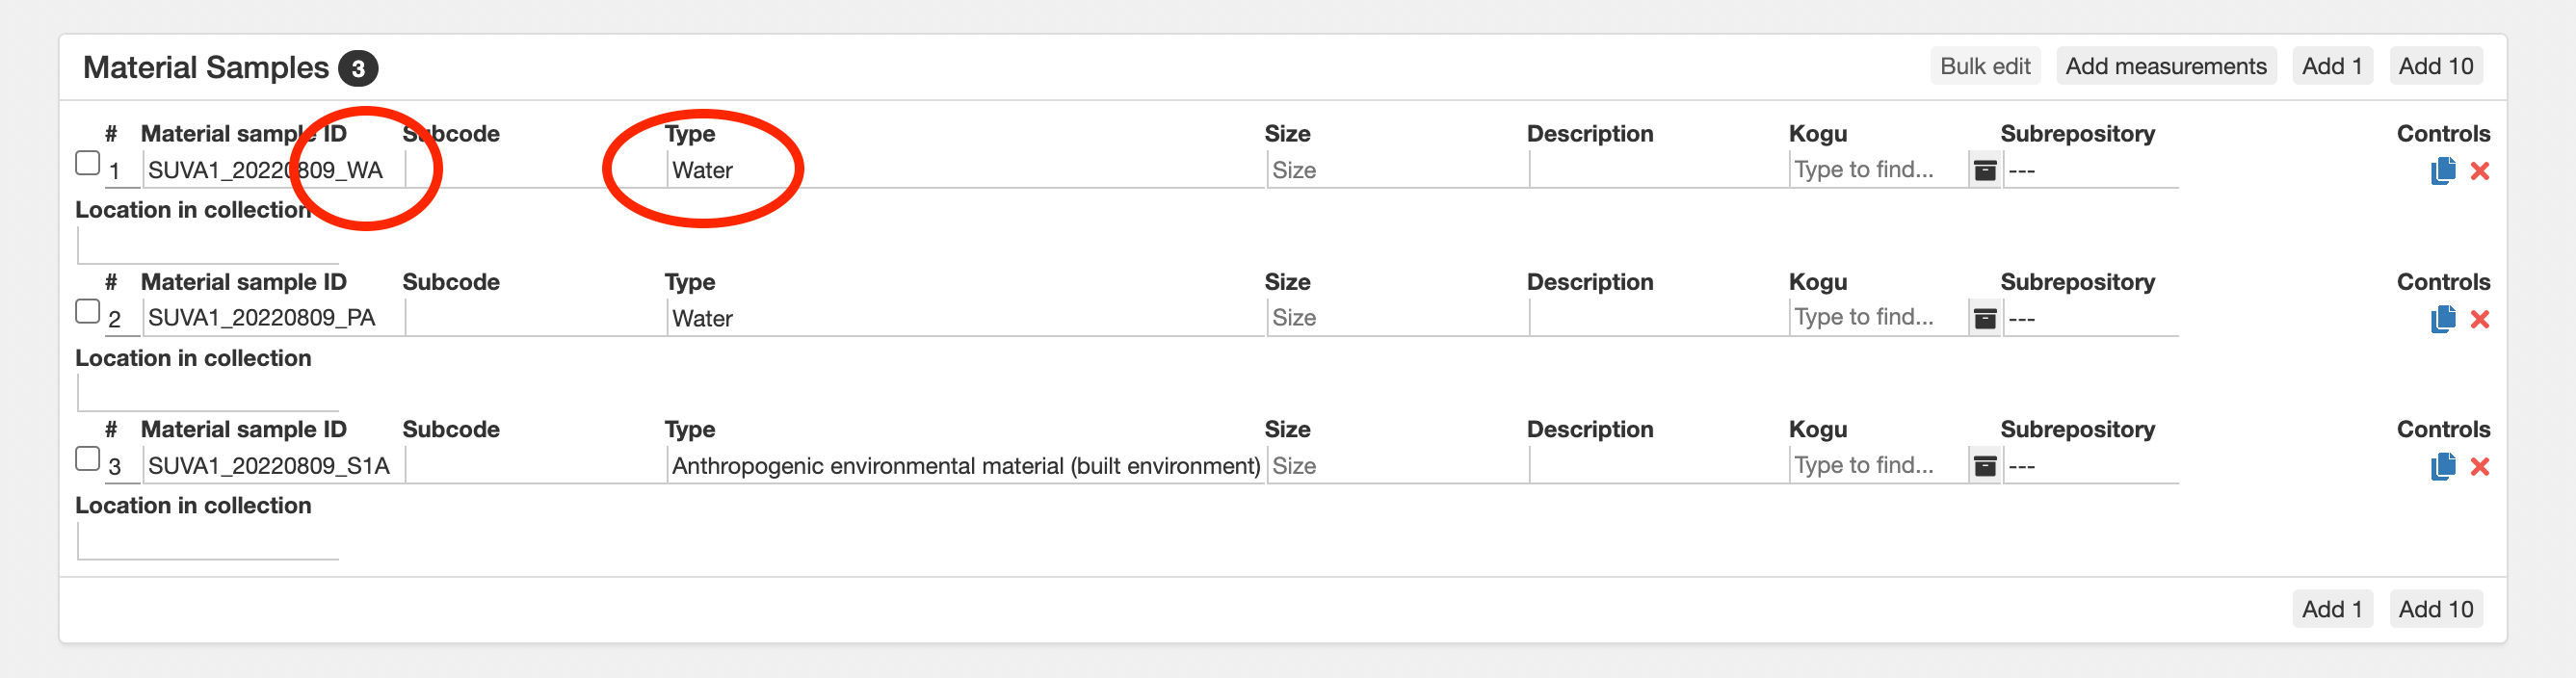 Material Samples 3 Bulk edit Add measurements Add 1 Add 10
# Material sample ID Subcode Type Size Description Kogu Subrepository Controls
1 SUVA1_20220809_WA Water Size Type to find... ---
Location in collection
# Material sample ID Subcode Type Size Description Kogu Subrepository Controls
2 SUVA1_20220809_PA Water Size Type to find... ---
Location in collection
# Material sample ID Subcode Type Size Description Kogu Subrepository Controls
3 SUVA1_20220809_S1A Anthropogenic environmental material (built environment) Size Type to find... ---
Location in collection
Add 1 Add 10